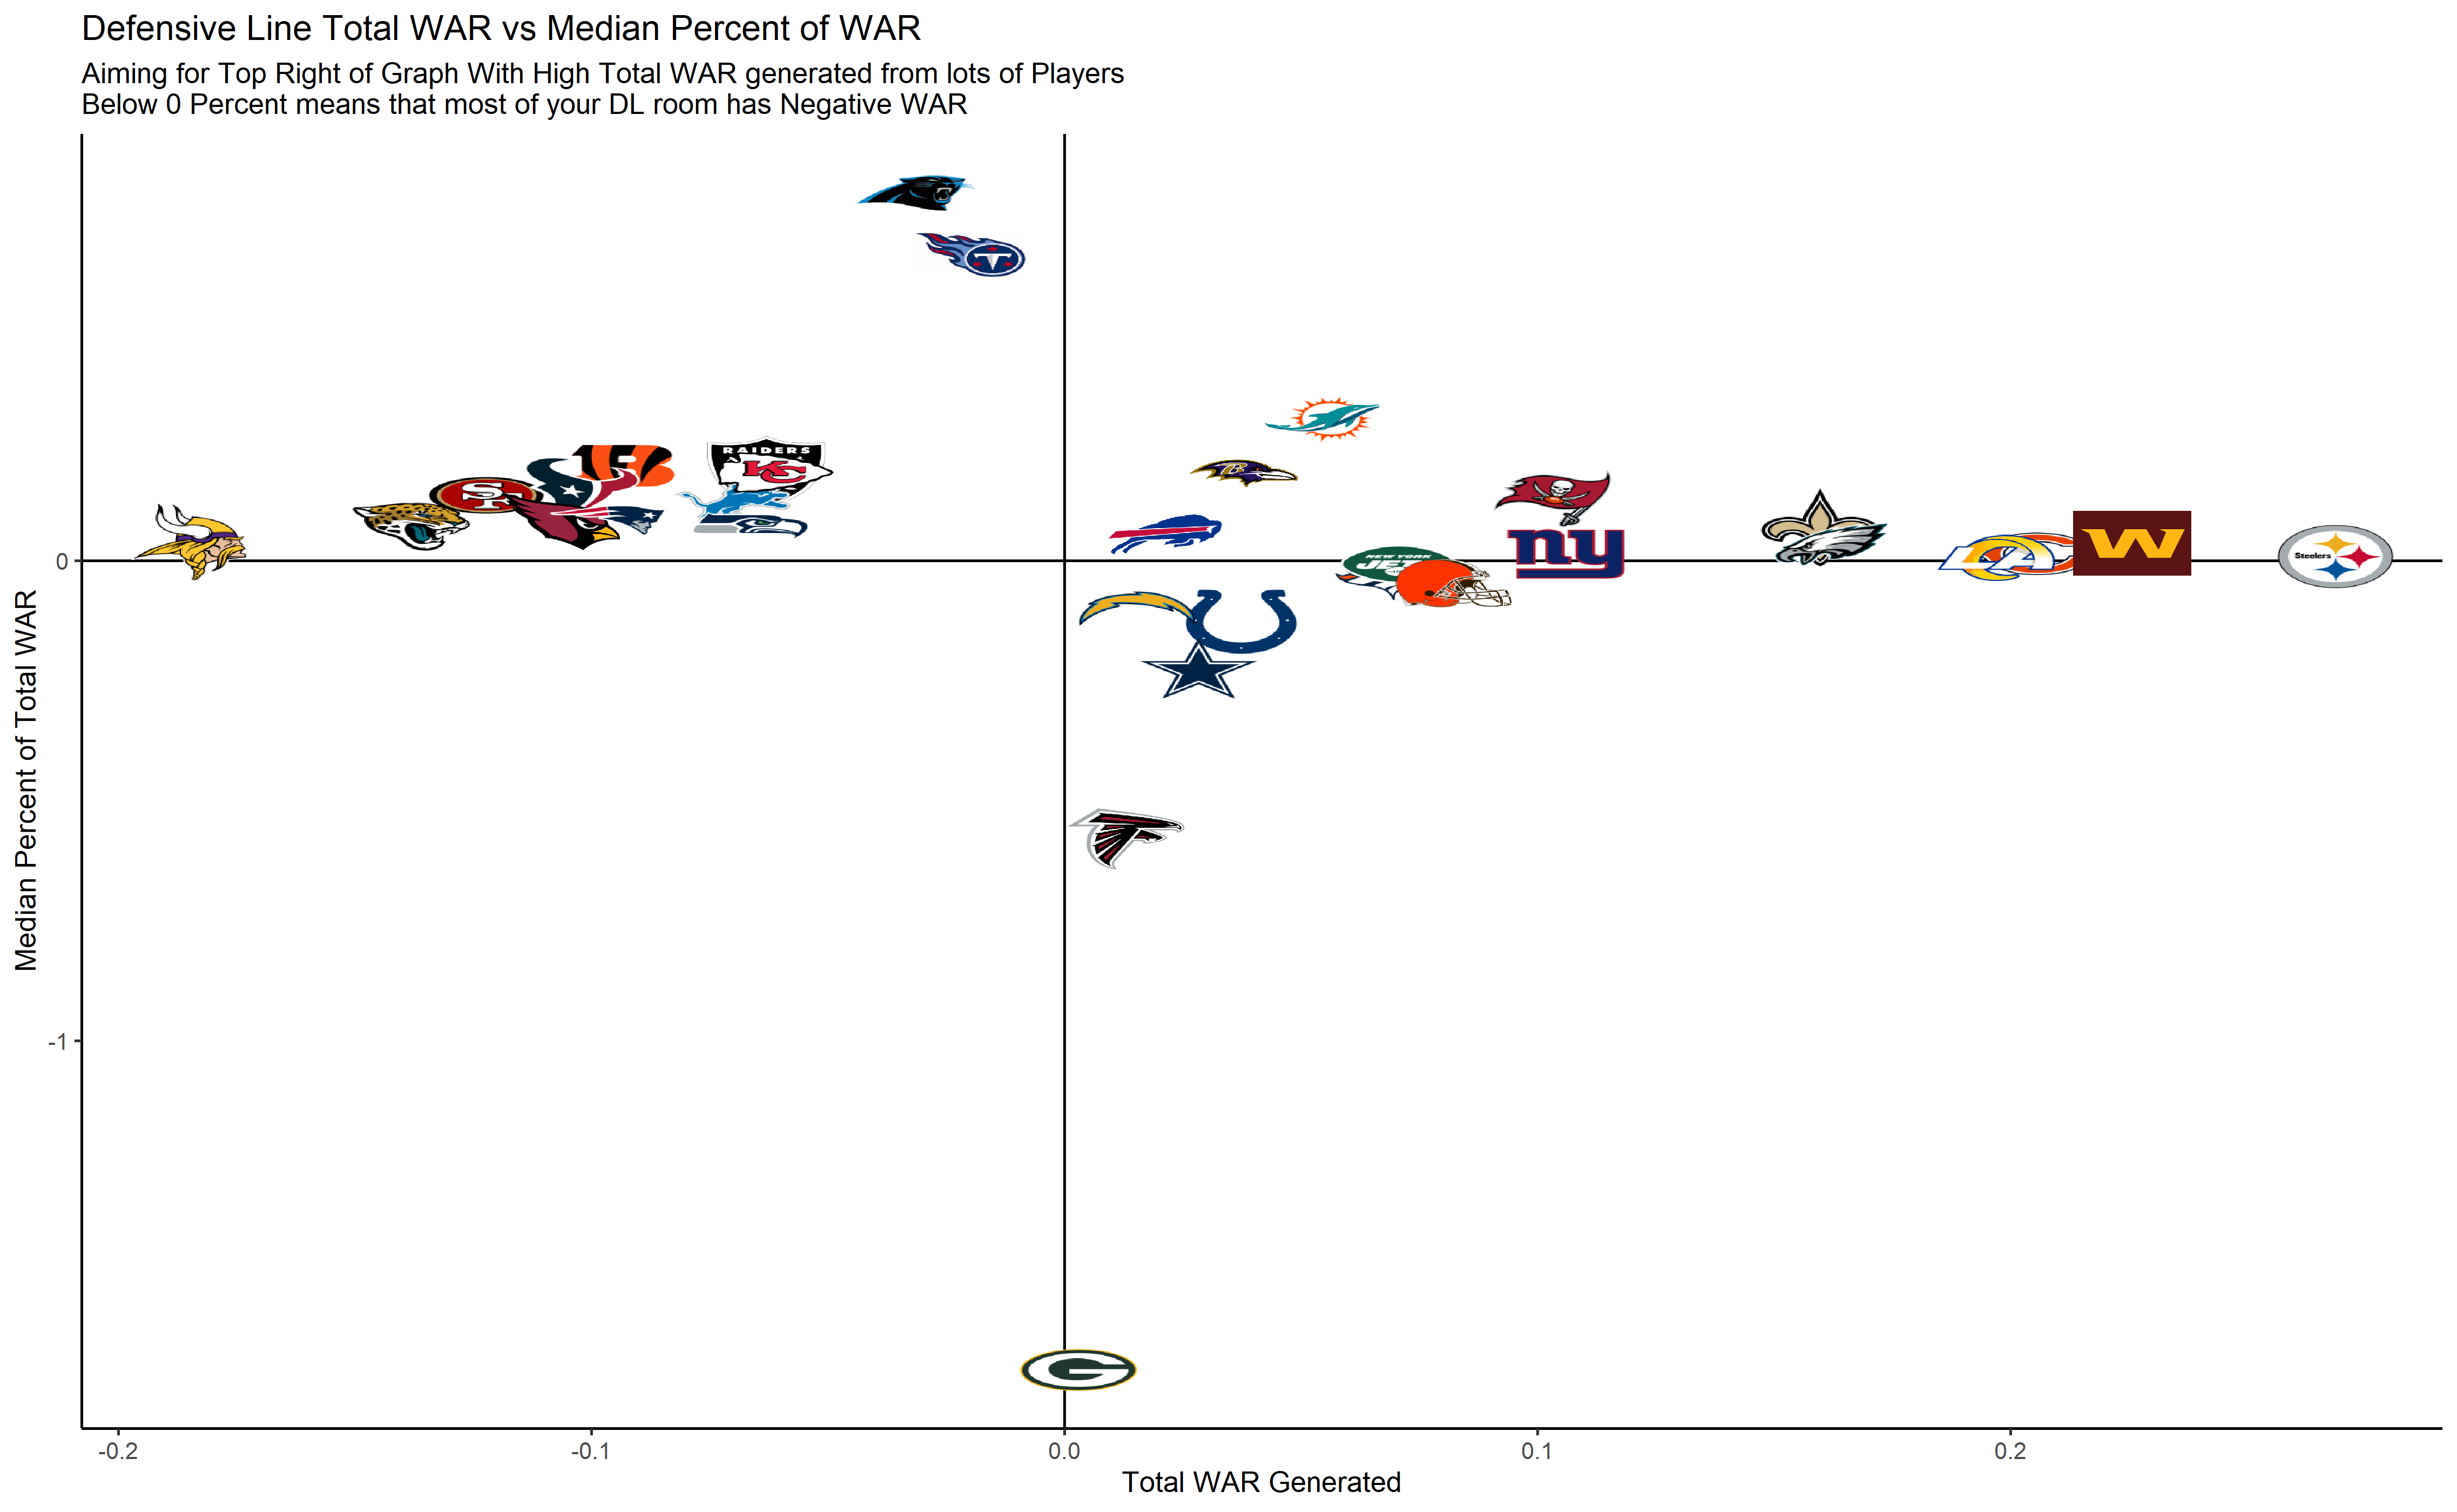 Defensive Line Total WAR vs Median Percent of WAR
Aiming for Top Right of Graph With High Total WAR generated from lots of Players
Below 0 Percent means that most of your DL room has Negative WAR
Median Percent of Total WAR
0
-1
-0.2
-0.1
0.0
0.1
0.2
Total WAR Generated
T
RAIDERS
KC
SF
B
B
NEW YORK
JE
ny
LA
W
Steelers
G